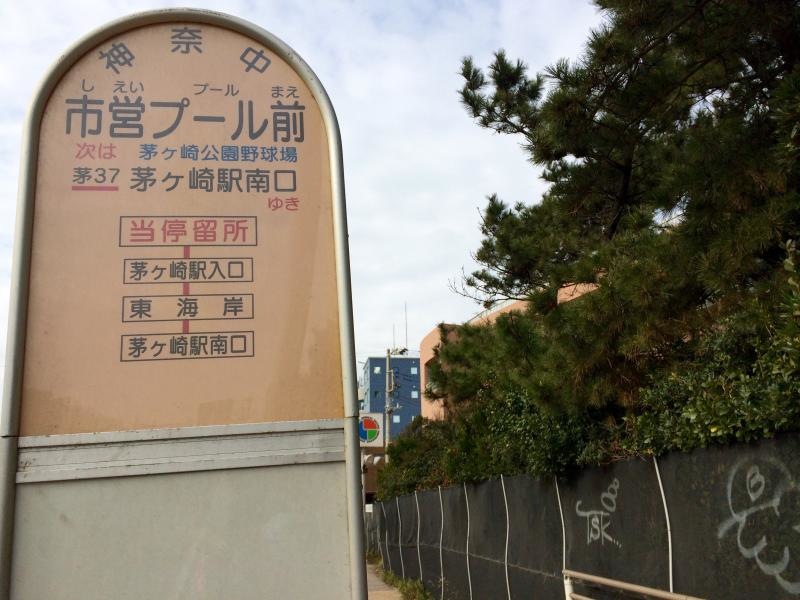 神奈中
しえい プール まえ
市営プール前
次は 茅ヶ崎公園野球場
茅37 茅ヶ崎駅南口
ゆき
当停留所
茅ヶ崎駅入口
東海岸
茅ヶ崎駅南口
TSK